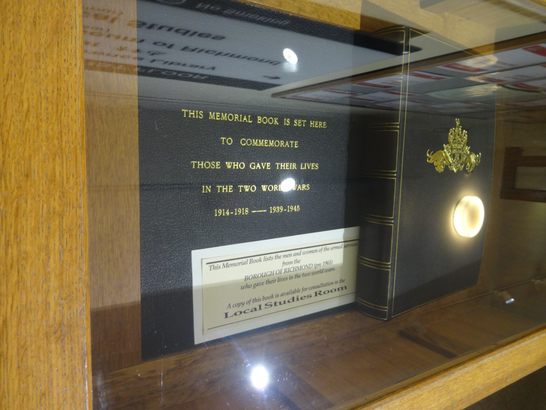 THIS MEMORIAL BOOK IS SET HERE
TO COMMEMORATE
THOSE WHO GAVE THEIR LIVES
IN THE TWO WORLD WARS
1914-1918 — 1939-1945
This Memorial Book lists the men and women of the armed services
from the
BOROUGH OF RICHMOND (pre 1965)
who gave their lives in the two world wars.
A copy of this book is available for consultation in the
Local Studies Room